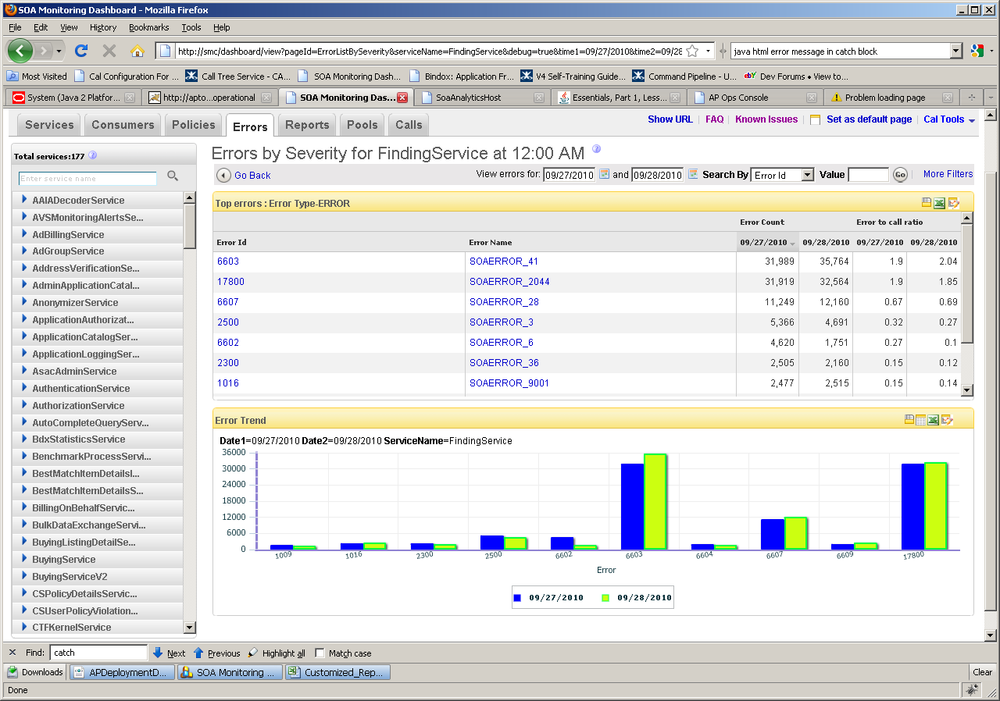 SOA Monitoring Dashboard - Mozilla Firefox
File Edit View History Bookmarks Tools Help
http://smc/dashboard/view?pageId=ErrorListBySeverity&serviceName=FindingService&debug=true&time1=09/27/2010&time2=09/28 java html error message in catch block
Most Visited Cal Configuration For ... Call Tree Service - CA... SOA Monitoring Dash... Bindox: Application Fr... V4 Self-Training Guide... Command Pipeline - U... Dev Forums • View to...
System (Java 2 Platfor... http://apto...operational SOA Monitoring Das... SoaAnalyticsHost Essentials, Part 1, Less... AP Ops Console Problem loading page
Services Consumers Policies Errors Reports Pools Calls Show URL FAQ Known Issues Set as default page Cal Tools
Total services:177
Enter service name
AAIADecoderService
AVSMonitoringAlertsSe...
AdBillingService
AdGroupService
AddressVerificationSe...
AdminApplicationCatal...
AnonymizerService
ApplicationAuthorizat...
ApplicationCatalogSer...
ApplicationLoggingSer...
AsacAdminService
AuthenticationService
AuthorizationService
AutoCompleteQueryServ...
BdxStatisticsService
BenchmarkProcessServi...
BestMatchItemDetailsI...
BestMatchItemDetailsS...
BillingOnBehalfServic...
BulkDataExchangeServi...
BuyingListingDetailSe...
BuyingService
BuyingServiceV2
CSPolicyDetailsServic...
CSUserPolicyViolation...
CTFKernelService
Errors by Severity for FindingService at 12:00 AM
Go Back View errors for: 09/27/2010 and 09/28/2010 Search By Error Id Value Go More Filters
Top errors : Error Type-ERROR
Error Count Error to call ratio
Error Id Error Name 09/27/2010 09/28/2010 09/27/2010 09/28/2010
6603 SOAERROR_41 31,989 35,764 1.9 2.04
17800 SOAERROR_2044 31,919 32,564 1.9 1.85
6607 SOAERROR_28 11,249 12,160 0.67 0.69
2500 SOAERROR_3 5,366 4,691 0.32 0.27
6602 SOAERROR_6 4,620 1,751 0.27 0.1
2300 SOAERROR_36 2,505 2,160 0.15 0.12
1016 SOAERROR_9001 2,477 2,515 0.15 0.14
Error Trend
Date1=09/27/2010 Date2=09/28/2010 ServiceName=FindingService
36000
30000
24000
18000
12000
6000
0
1009 1016 2300 2500 6602 6603 6604 6607 6609 17800
Error
09/27/2010 09/28/2010
Find: catch Next Previous Highlight all Match case
Downloads APDeploymentD... SOA Monitoring ... Customized_Rep... Clear
Done